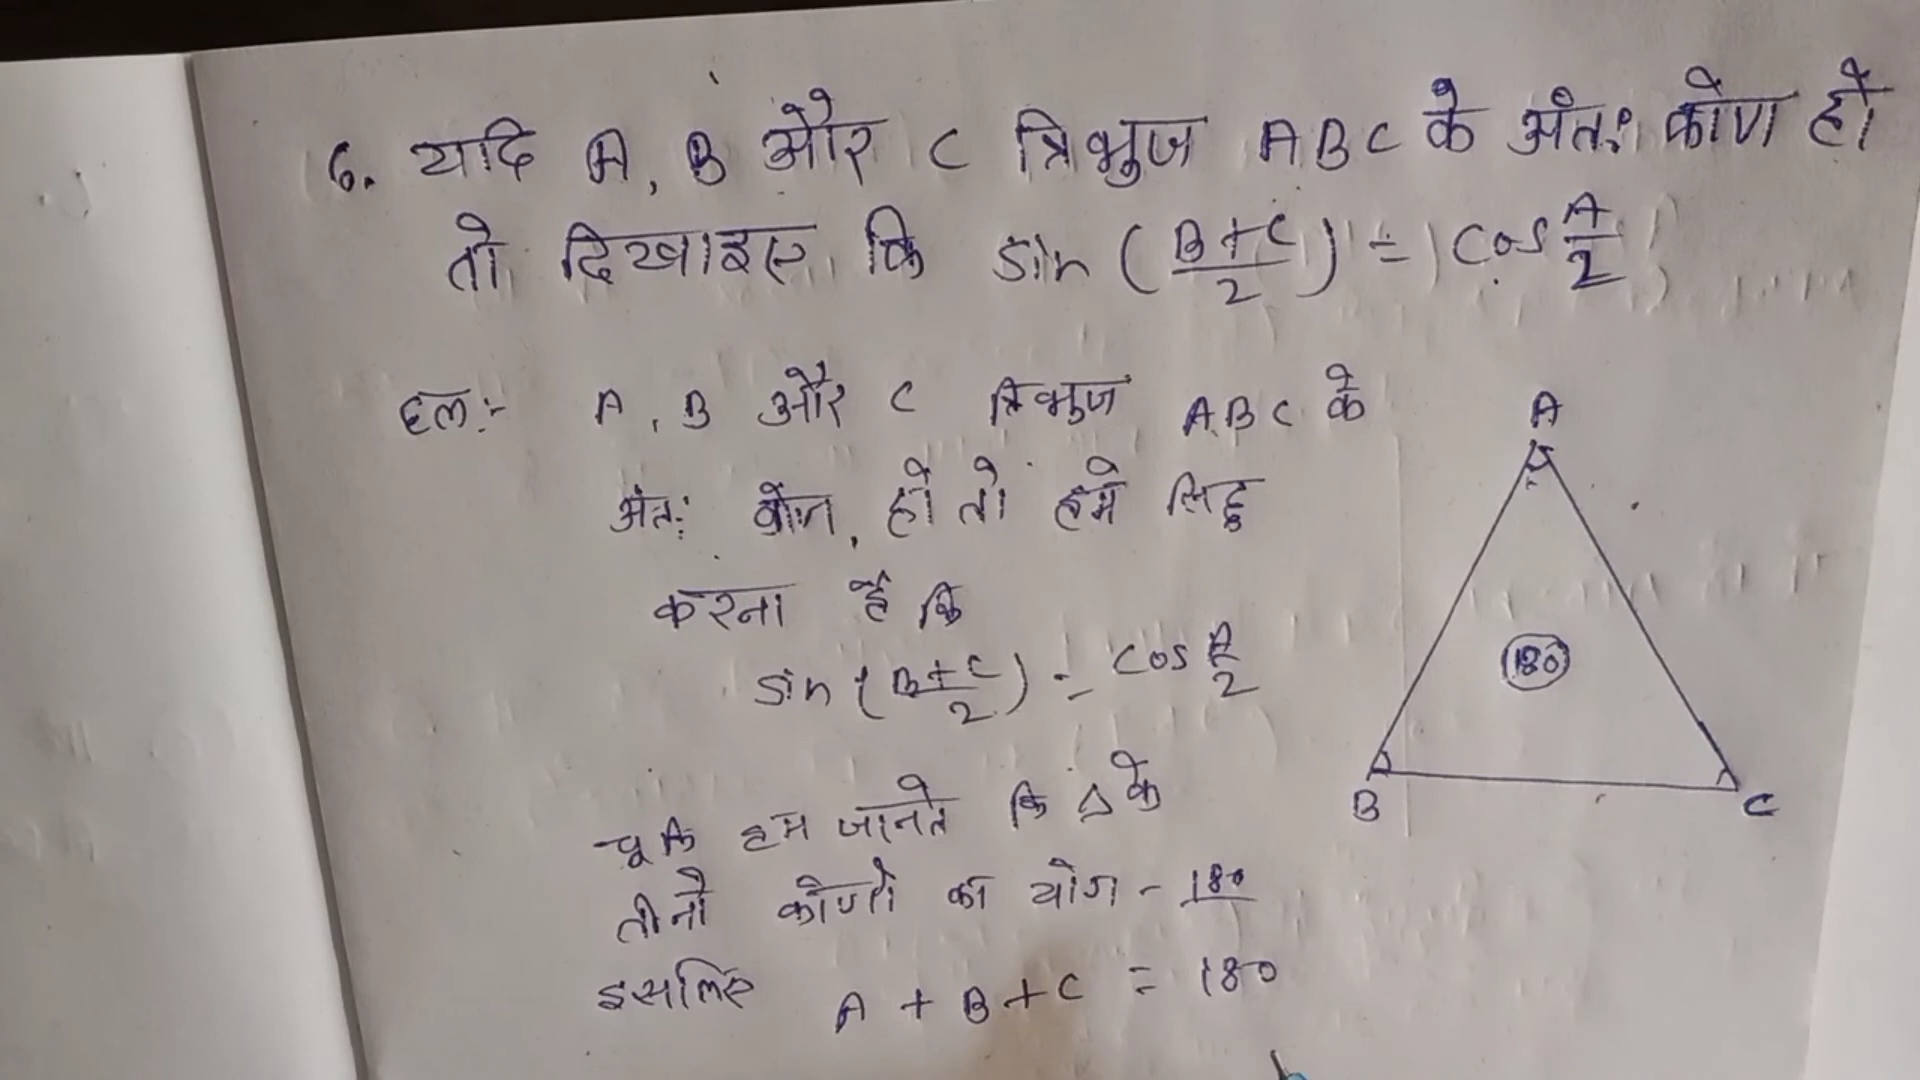 6. यदि A, B और C त्रिभुज ABC के अंतः कोण हो
तो दिखाइए कि sin (B+C/2) = cos A/2
हलः- A, B और C त्रिभुज ABC के
अंतः कोण, हो तो हमे सिद्ध
करना है कि
sin (B+C/2) = cos A/2
चूकि हम जानते कि △ के
तीनो कोणो का योग - 180
इसलिए A + B + C = 180
A
180
B
C